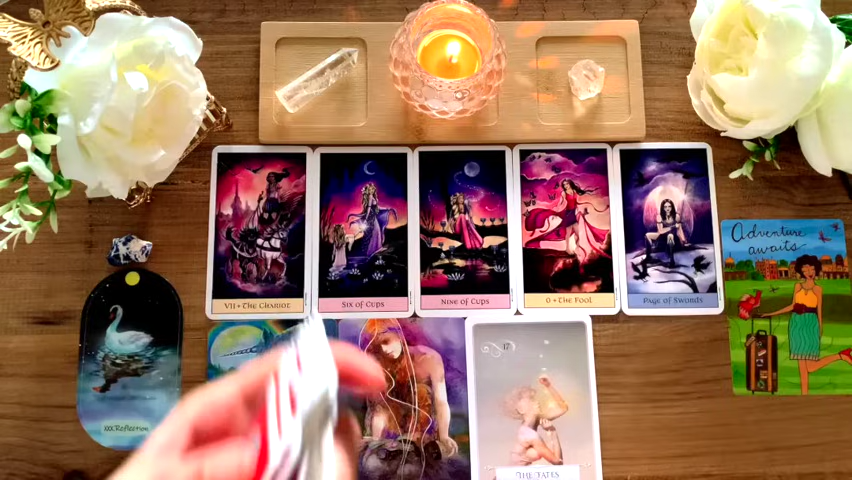 VII • The Chariot
Six of Cups
Nine of Cups
0 • The Fool
Page of Swords
Adventure
awaits
XXX Reflection
17
The Fates